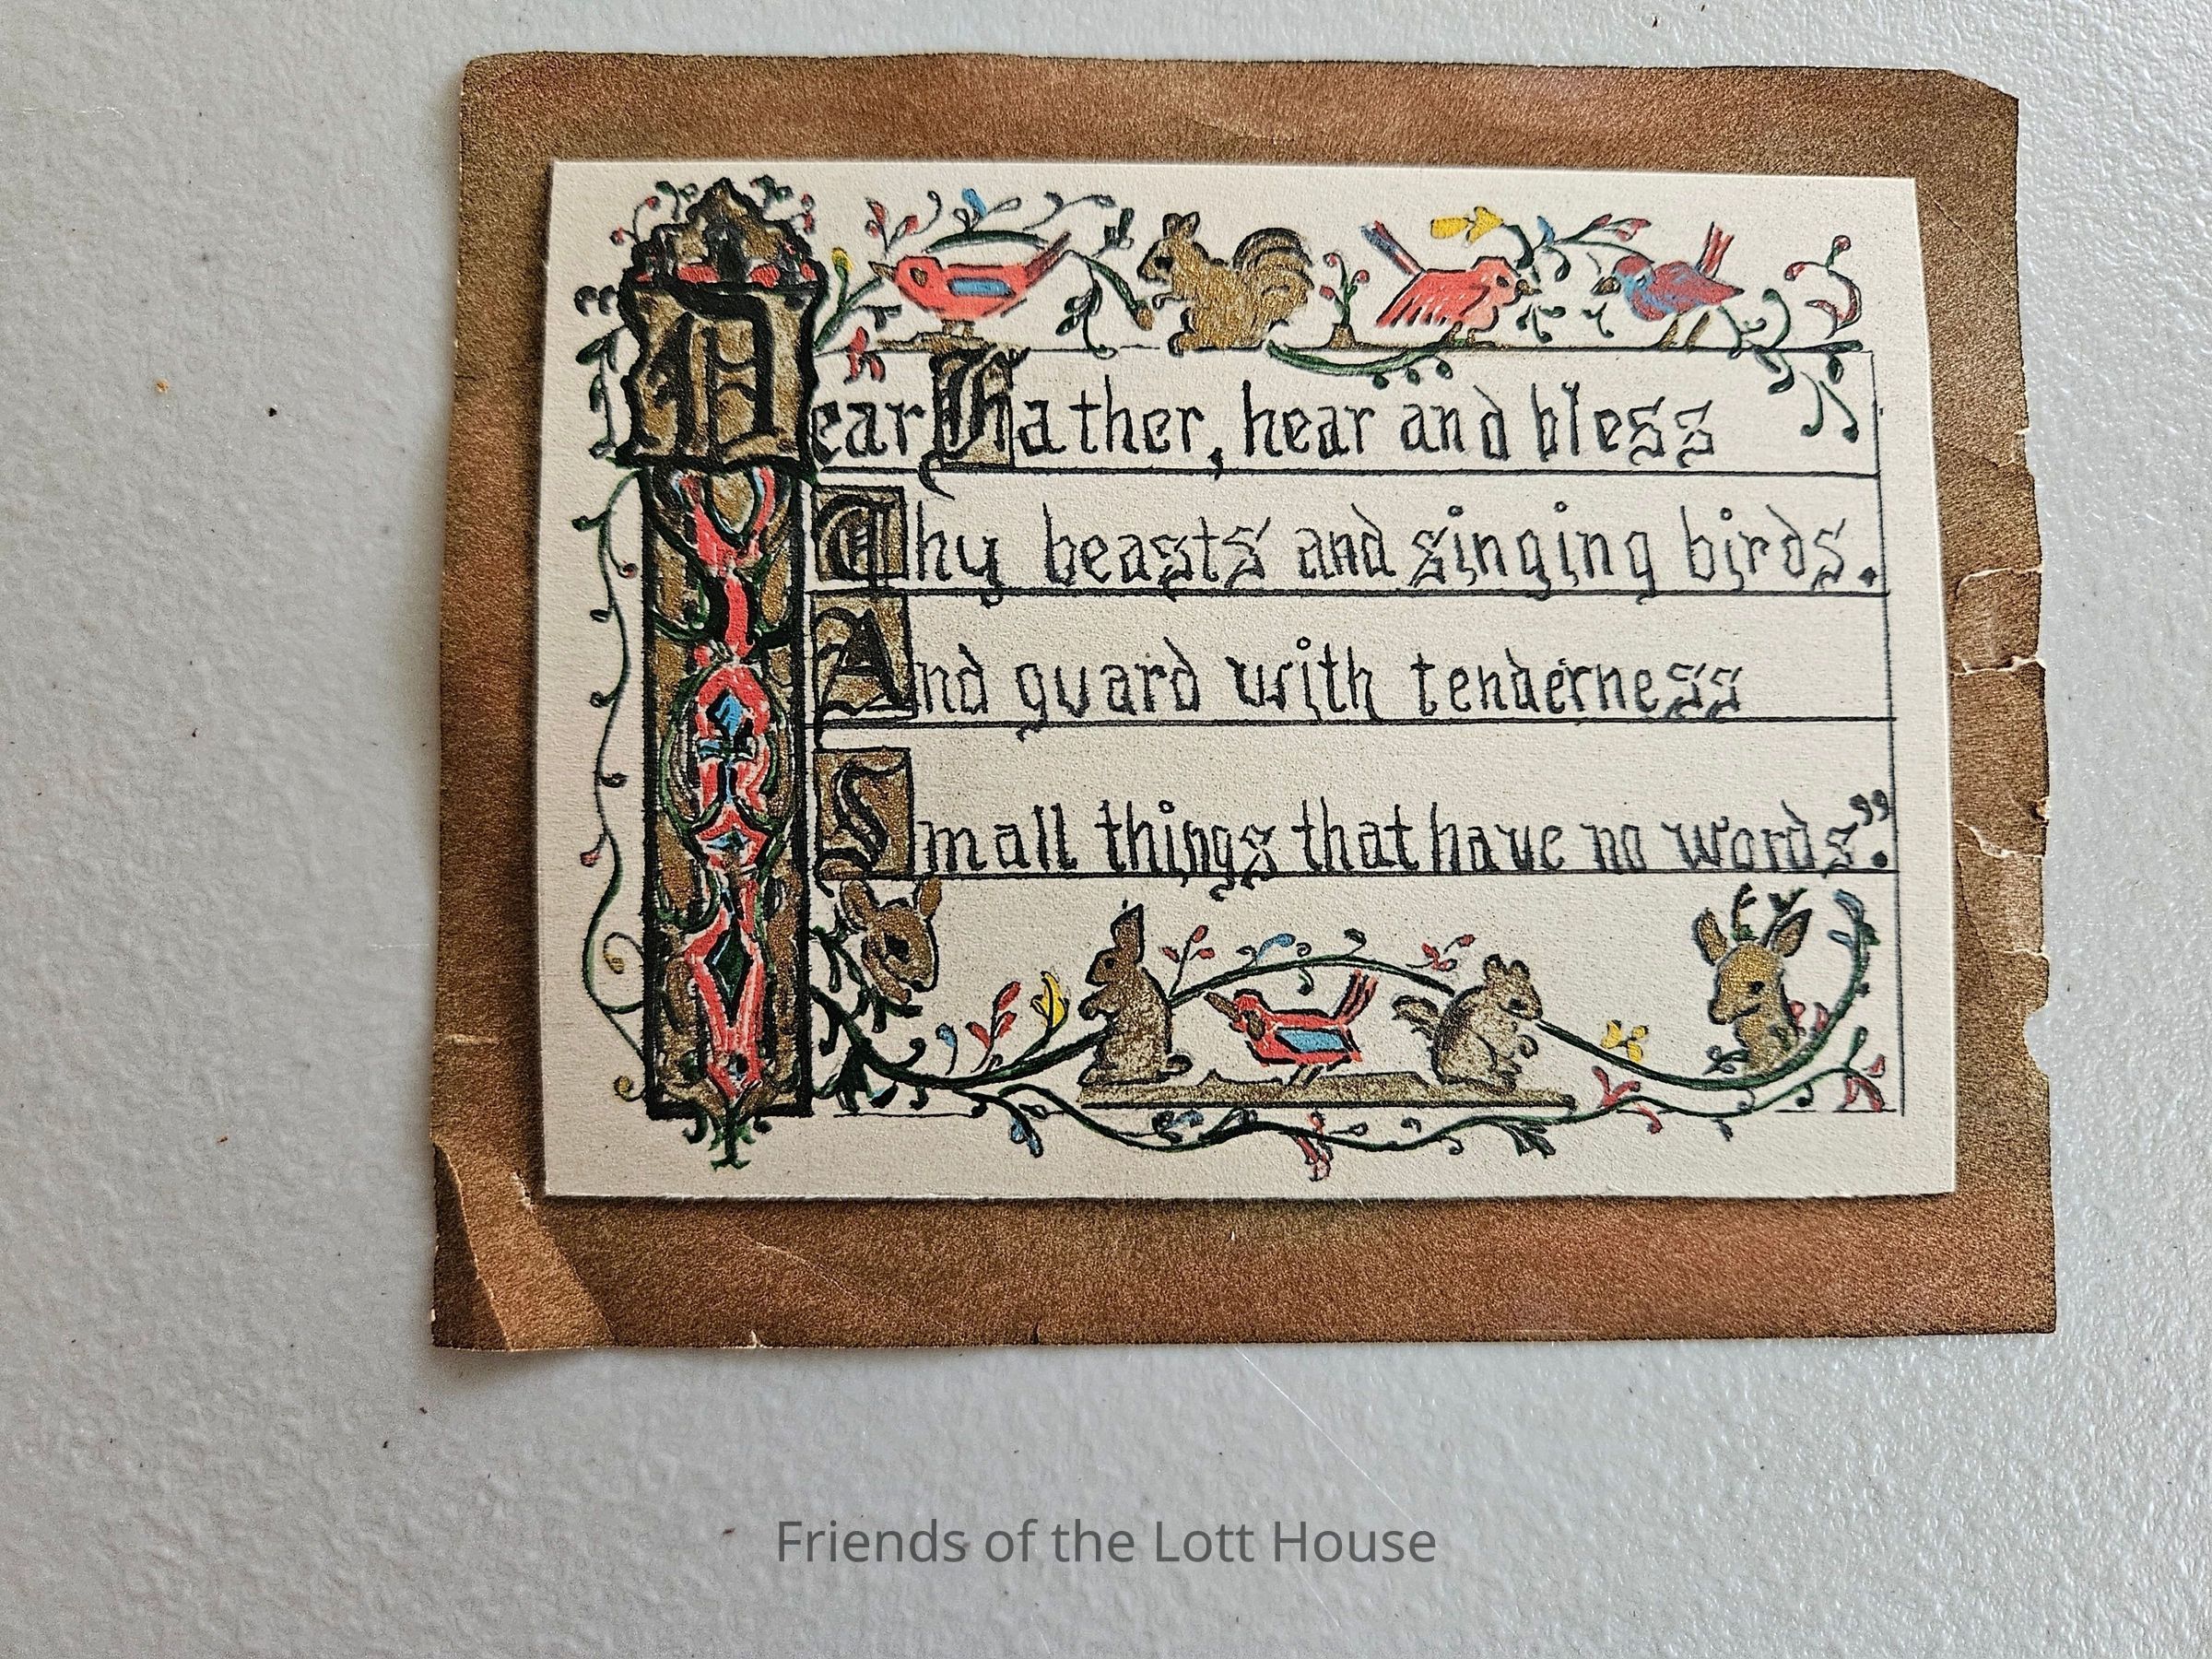 "Dear Father, hear and bless
Thy beasts and singing birds.
And guard with tenderness
Small things that have no words."
Friends of the Lott House